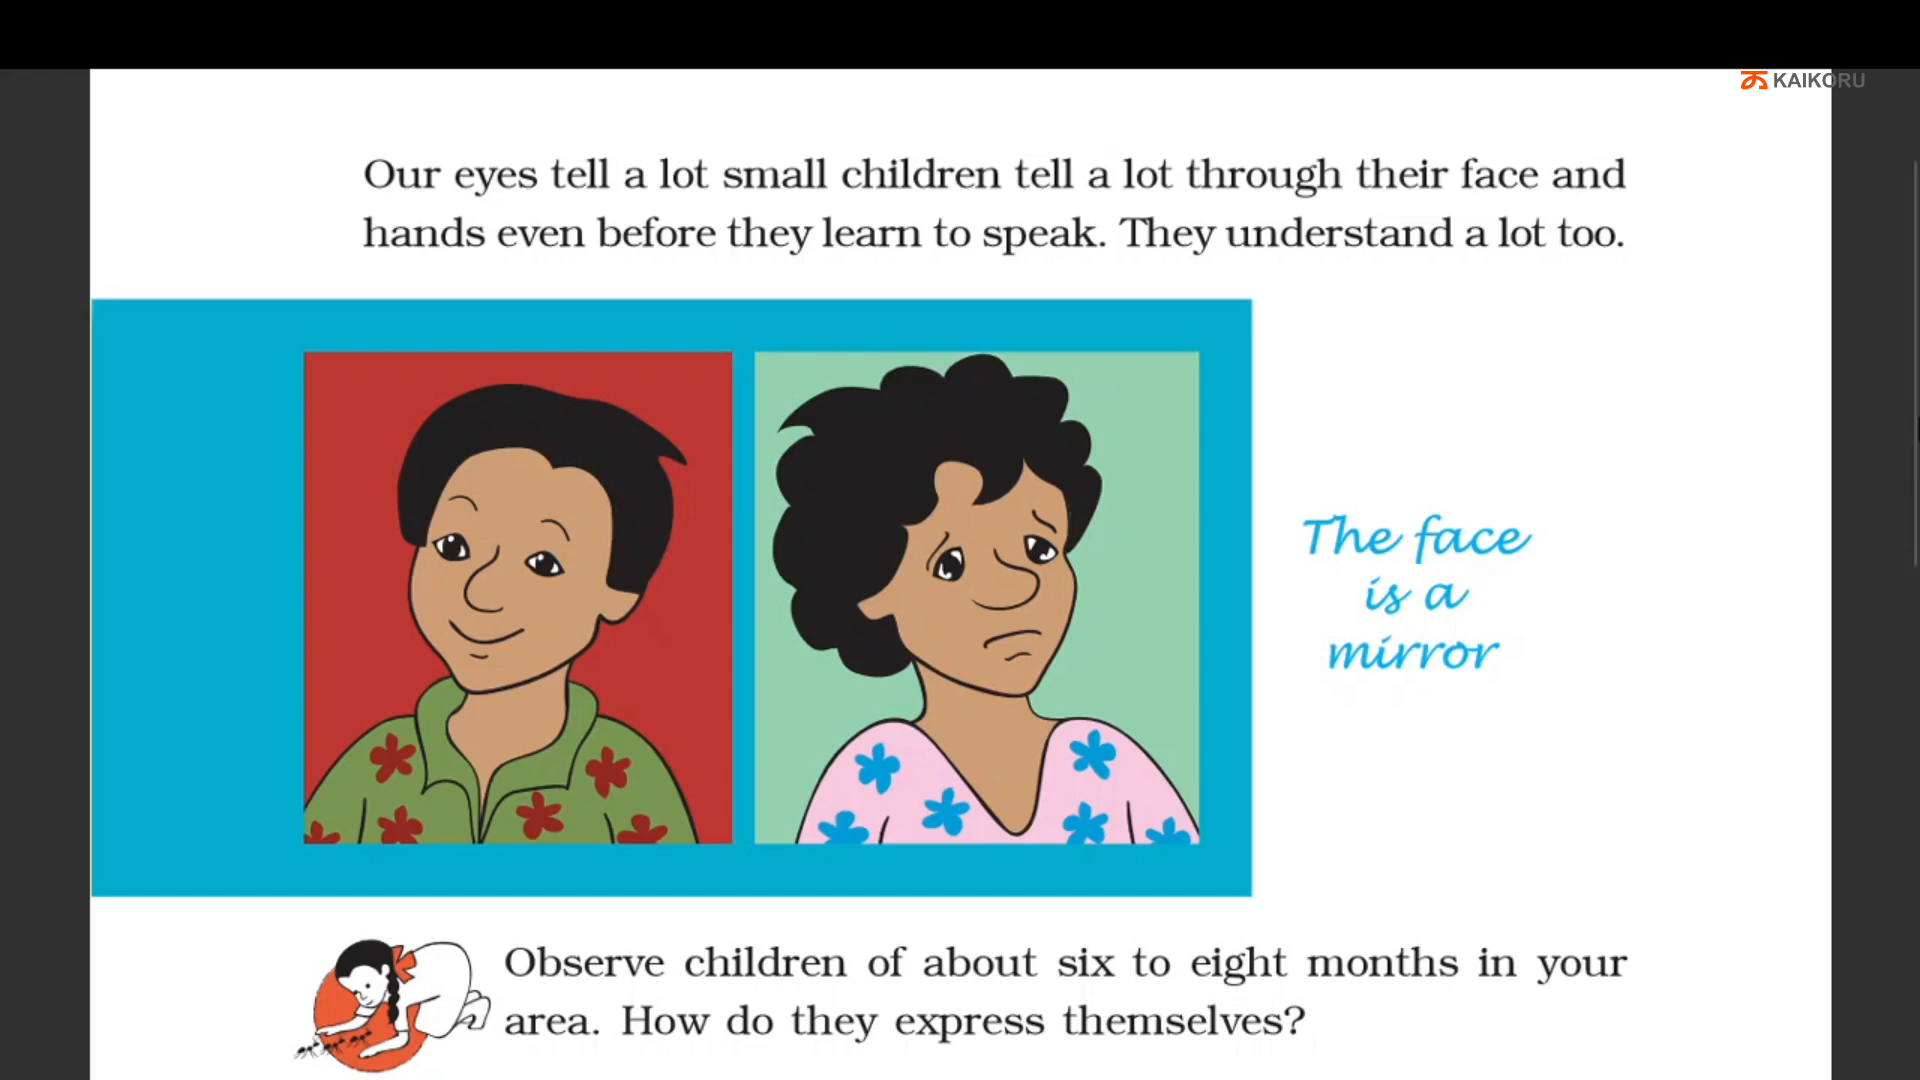 KAIKORU
Our eyes tell a lot small children tell a lot through their face and
hands even before they learn to speak. They understand a lot too.
The face
is a
mirror
Observe children of about six to eight months in your
area. How do they express themselves?